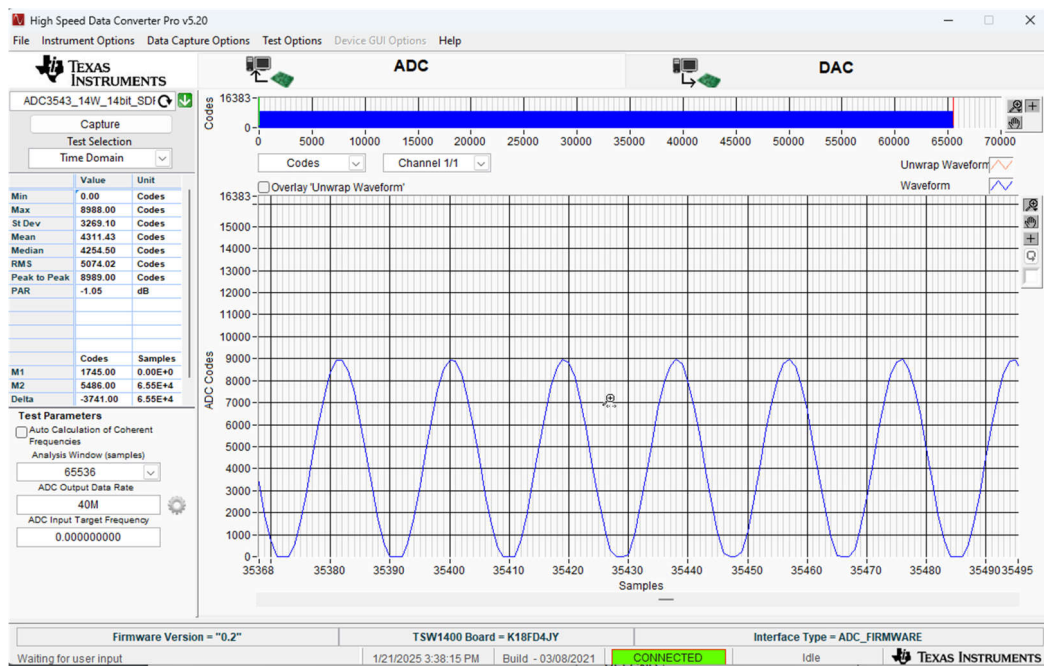 High Speed Data Converter Pro v5.20
File Instrument Options Data Capture Options Test Options Device GUI Options Help
TEXAS INSTRUMENTS
ADC
DAC
ADC3543_14W_14bit_SDR
Capture
Test Selection
Time Domain
Value Unit
Min 0.00 Codes
Max 8988.00 Codes
St Dev 3269.10 Codes
Mean 4311.43 Codes
Median 4254.50 Codes
RMS 5074.02 Codes
Peak to Peak 8989.00 Codes
PAR -1.05 dB
Codes Samples
M1 1745.00 0.00E+0
M2 5486.00 6.55E+4
Delta -3741.00 6.55E+4
Test Parameters
Auto Calculation of Coherent
Frequencies
Analysis Window (samples)
65536
ADC Output Data Rate
40M
ADC Input Target Frequency
0.000000000
Codes
16383
0
0 5000 10000 15000 20000 25000 30000 35000 40000 45000 50000 55000 60000 65000 70000
Codes
Channel 1/1
Unwrap Waveform
Overlay 'Unwrap Waveform'
Waveform
ADC Codes
16383
15000
14000
13000
12000
11000
10000
9000
8000
7000
6000
5000
4000
3000
2000
1000
0
35368 35380 35390 35400 35410 35420 35430 35440 35450 35460 35470 35480 35490 35495
Samples
Firmware Version = "0.2"
TSW1400 Board = K18FD4JY
Interface Type = ADC_FIRMWARE
Waiting for user input
1/21/2025 3:38:15 PM
Build - 03/08/2021
CONNECTED
Idle
TEXAS INSTRUMENTS